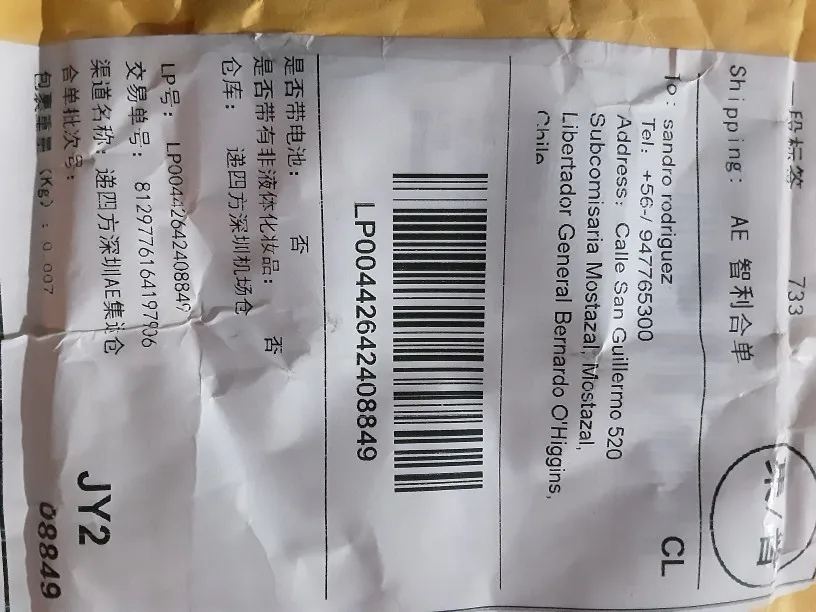 一段标签 733
Shipping: AE 智利合单
CL
To: sandro rodriguez
Tel: +56-/ 947765300
Address: Calle San Guillermo 520
Subcomisaria Mostazal, Mostazal,
Libertador General Bernardo O'Higgins,
Chile
LP00442642408849
是否带电池: 否
是否带有非液体化妆品: 否
仓库: 递四方深圳机场仓
LP号: LP00442642408849
交易单号: 8129776164197996
渠道名称: 递四方深圳AE集运仓
合单批次号:
包裹重量 (Kg) : 0.007
JY2
08849